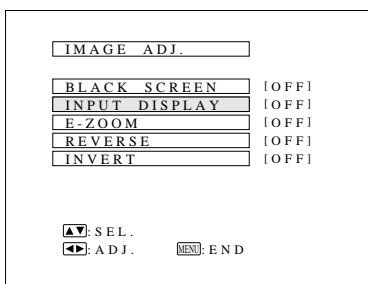 IMAGE ADJ.
BLACK SCREEN [OFF]
INPUT DISPLAY [OFF]
E-ZOOM [OFF]
REVERSE [OFF]
INVERT [OFF]
▲▼:SEL.
◀▶:ADJ. MENU:END